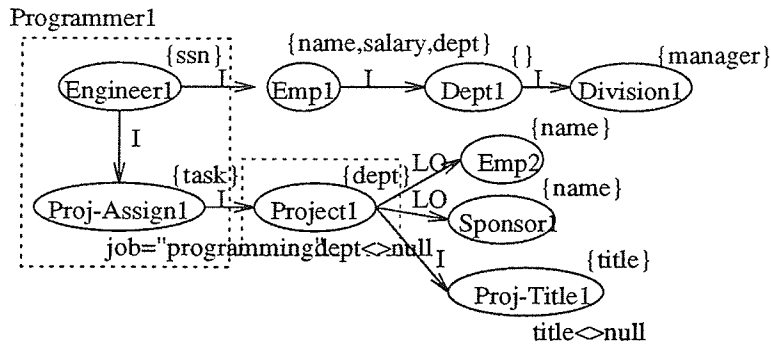 Programmer1
{ssn} {name,salary,dept} {} {manager}
Engineer1 I Emp1 I Dept1 I Division1
I
{name}
{task} {dept} LO Emp2
I LO {name}
Proj-Assign1 Project1 Sponsor1
job="programming" dept<>null I {title}
Proj-Title1
title<>null